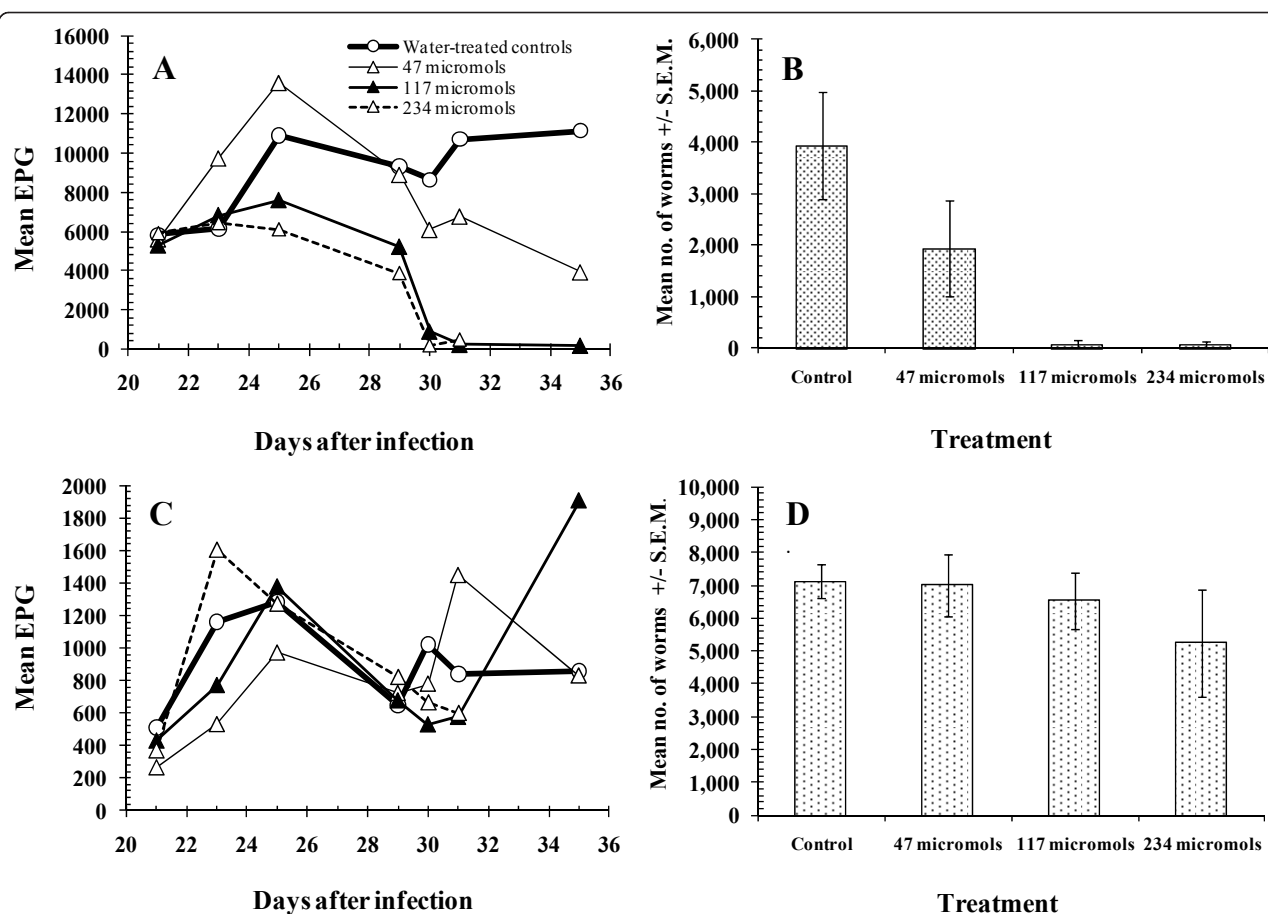 A
Water-treated controls
47 micromols
117 micromols
234 micromols
16000
14000
12000
10000
8000
6000
4000
2000
0
Mean EPG
20 22 24 26 28 30 32 34 36
Days after infection
B
6,000
5,000
4,000
3,000
2,000
1,000
0
Mean no. of worms +/- S.E.M.
Control 47 micromols 117 micromols 234 micromols
Treatment
C
2000
1800
1600
1400
1200
1000
800
600
400
200
0
Mean EPG
20 22 24 26 28 30 32 34 36
Days after infection
D
10,000
9,000
8,000
7,000
6,000
5,000
4,000
3,000
2,000
1,000
0
Mean no. of worms +/- S.E.M.
Control 47 micromols 117 micromols 234 micromols
Treatment